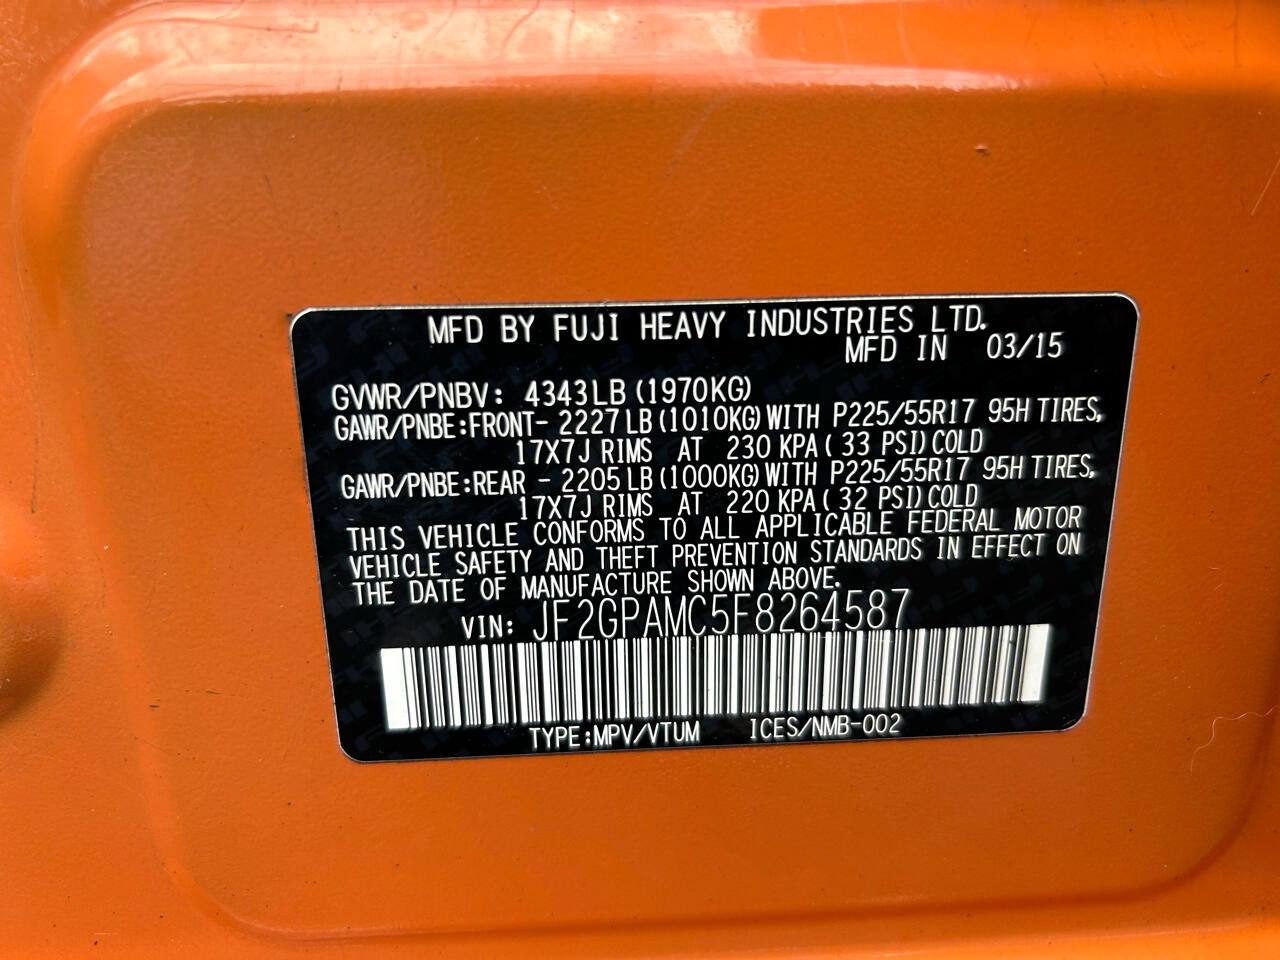 MFD BY FUJI HEAVY INDUSTRIES LTD.
MFD IN 03/15
GVWR/PNBV: 4343LB (1970KG)
GAWR/PNBE:FRONT- 2227LB (1010KG) WITH P225/55R17 95H TIRES,
17X7J RIMS AT 230 KPA ( 33 PSI) COLD
GAWR/PNBE:REAR - 2205LB (1000KG) WITH P225/55R17 95H TIRES,
17X7J RIMS AT 220 KPA ( 32 PSI) COLD
THIS VEHICLE CONFORMS TO ALL APPLICABLE FEDERAL MOTOR
VEHICLE SAFETY AND THEFT PREVENTION STANDARDS IN EFFECT ON
THE DATE OF MANUFACTURE SHOWN ABOVE.
VIN: JF2GPAMC5F8264587
TYPE:MPV/VTUM ICES/NMB-002